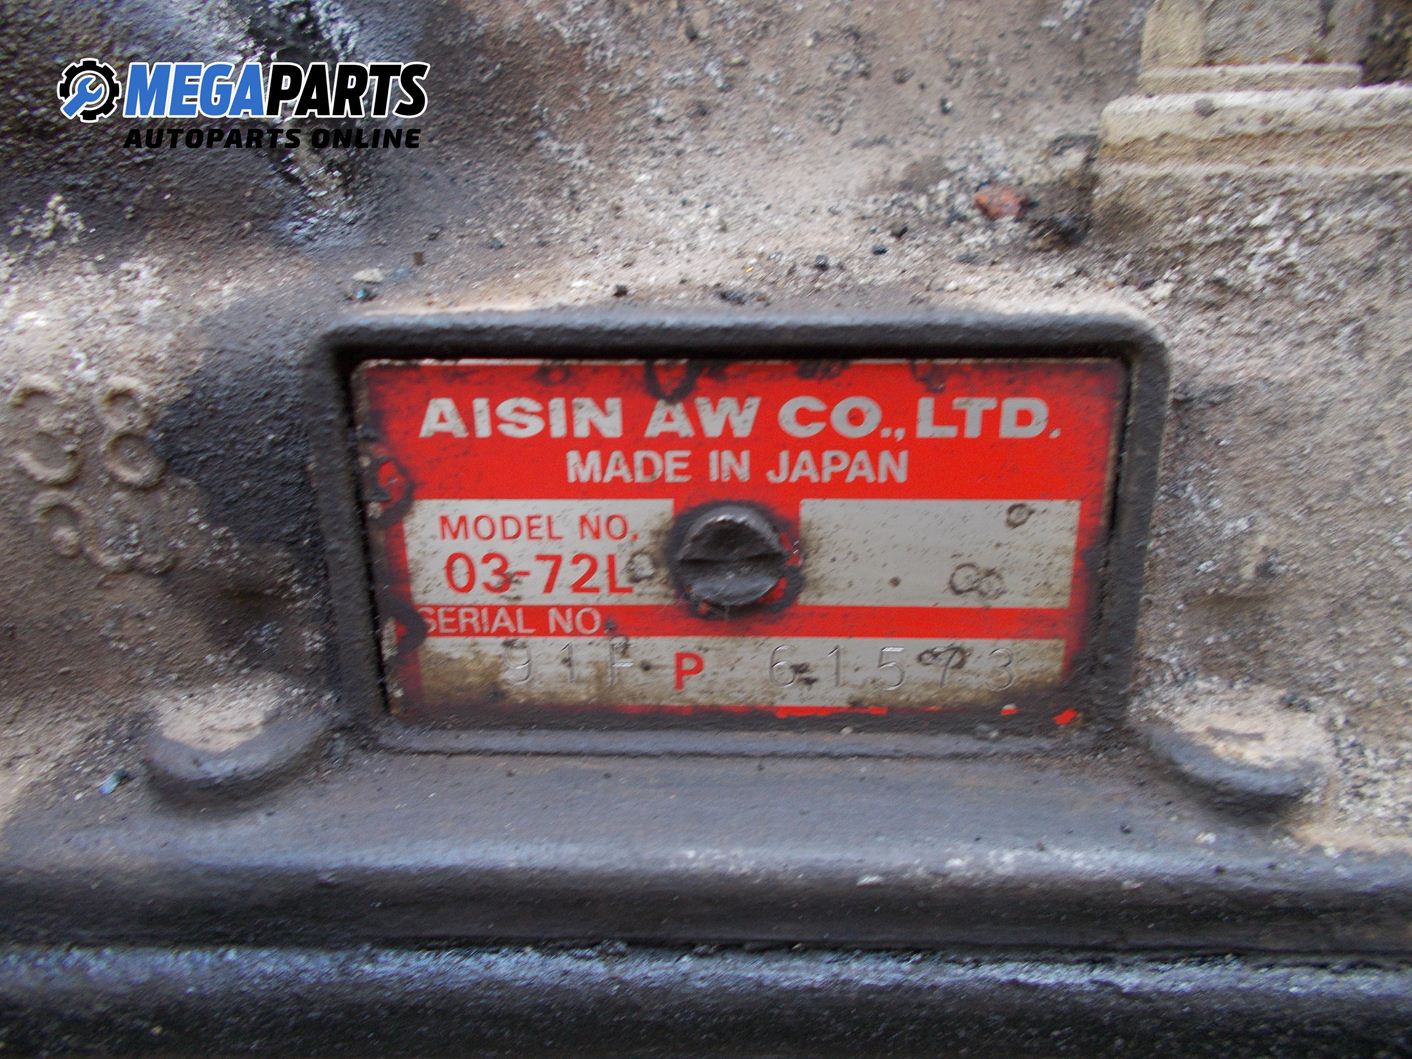 MEGAPARTS
AUTOPARTS ONLINE
AISIN AW CO., LTD.
MADE IN JAPAN
MODEL NO.
03-72L
SERIAL NO.
91F P 61573